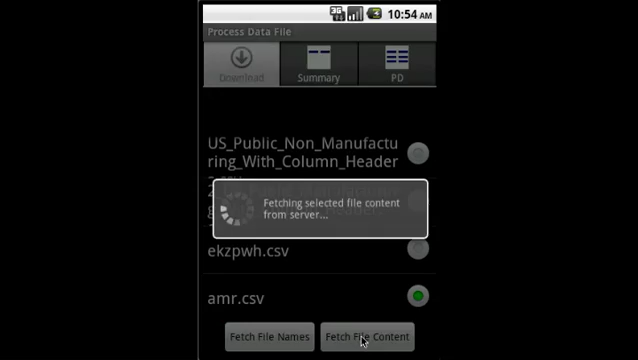 3G
10:54 AM
Process Data File
Download
Summary
PD
US_Public_Non_Manufactu
ring_With_Column_Header
Fetching selected file content
from server...
ekzpwh.csv
amr.csv
Fetch File Names
Fetch File Content